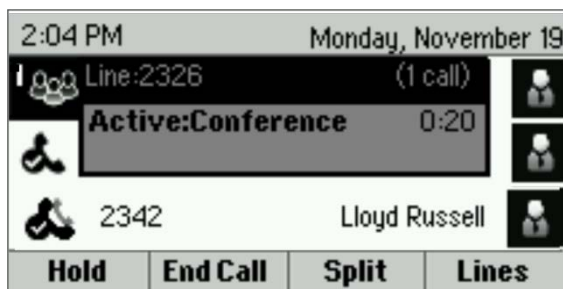 2:04 PM Monday, November 19
Line:2326 (1 call)
Active:Conference 0:20
2342 Lloyd Russell
Hold End Call Split Lines